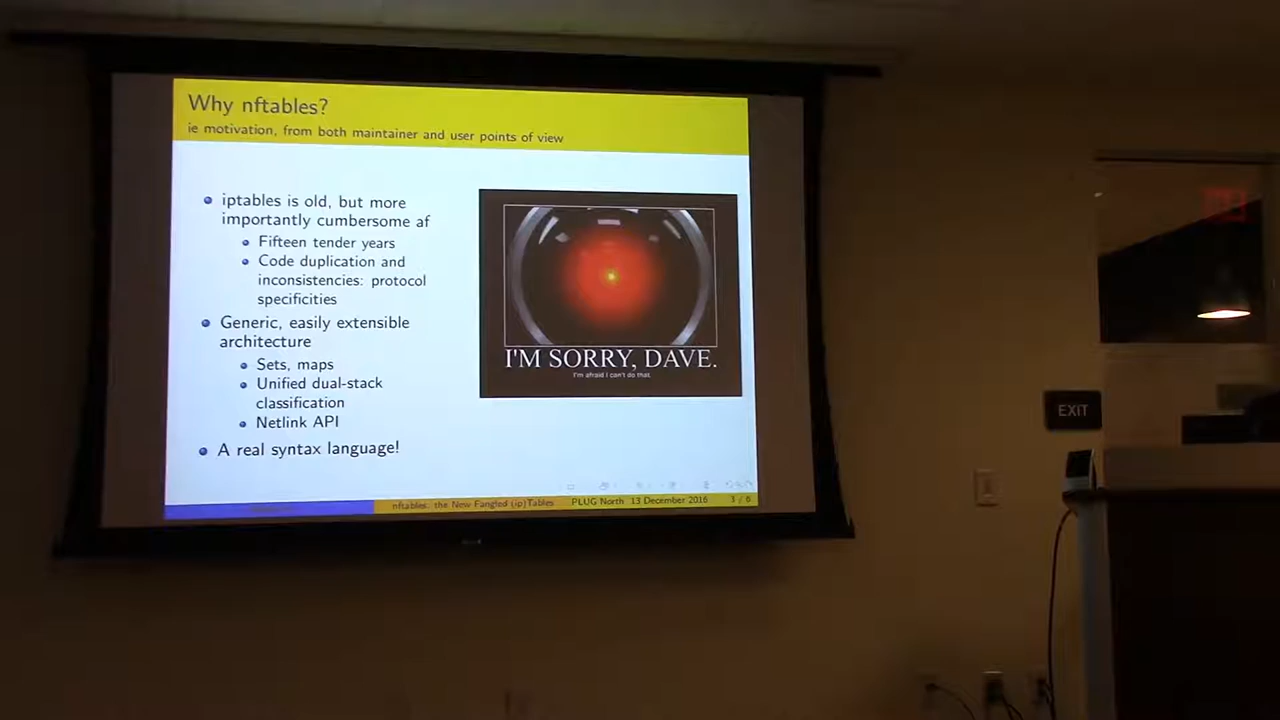 Why nftables?
ie motivation, from both maintainer and user points of view
iptables is old, but more
importantly cumbersome af
Fifteen tender years
Code duplication and
inconsistencies: protocol
specificities
Generic, easily extensible
architecture
Sets, maps
Unified dual-stack
classification
Netlink API
A real syntax language!
I'M SORRY, DAVE.
I'm afraid I can't do that.
nftables: the New Fangled (ip)Tables
PLUG North 13 December 2016
3 / 6
EXIT